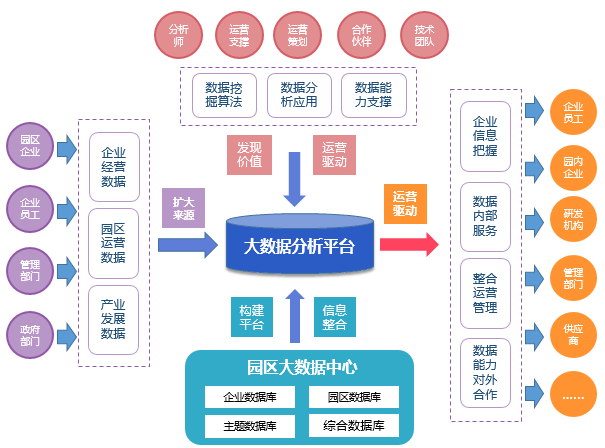 分析
师
运营
支撑
运营
策划
合作
伙伴
技术
团队
数据挖
掘算法
数据分
析应用
数据能
力支撑
发现
价值
运营
驱动
园区
企业
企业
员工
管理
部门
政府
部门
企业
经营
数据
园区
运营
数据
产业
发展
数据
扩大
来源
大数据分析平台
运营
驱动
构建
平台
信息
整合
园区大数据中心
企业数据库
园区数据库
主题数据库
综合数据库
企业
信息
把握
数据
内部
服务
整合
运营
管理
数据
能力
对外
合作
企业
员工
园内
企业
研发
机构
管理
部门
供应
商
……